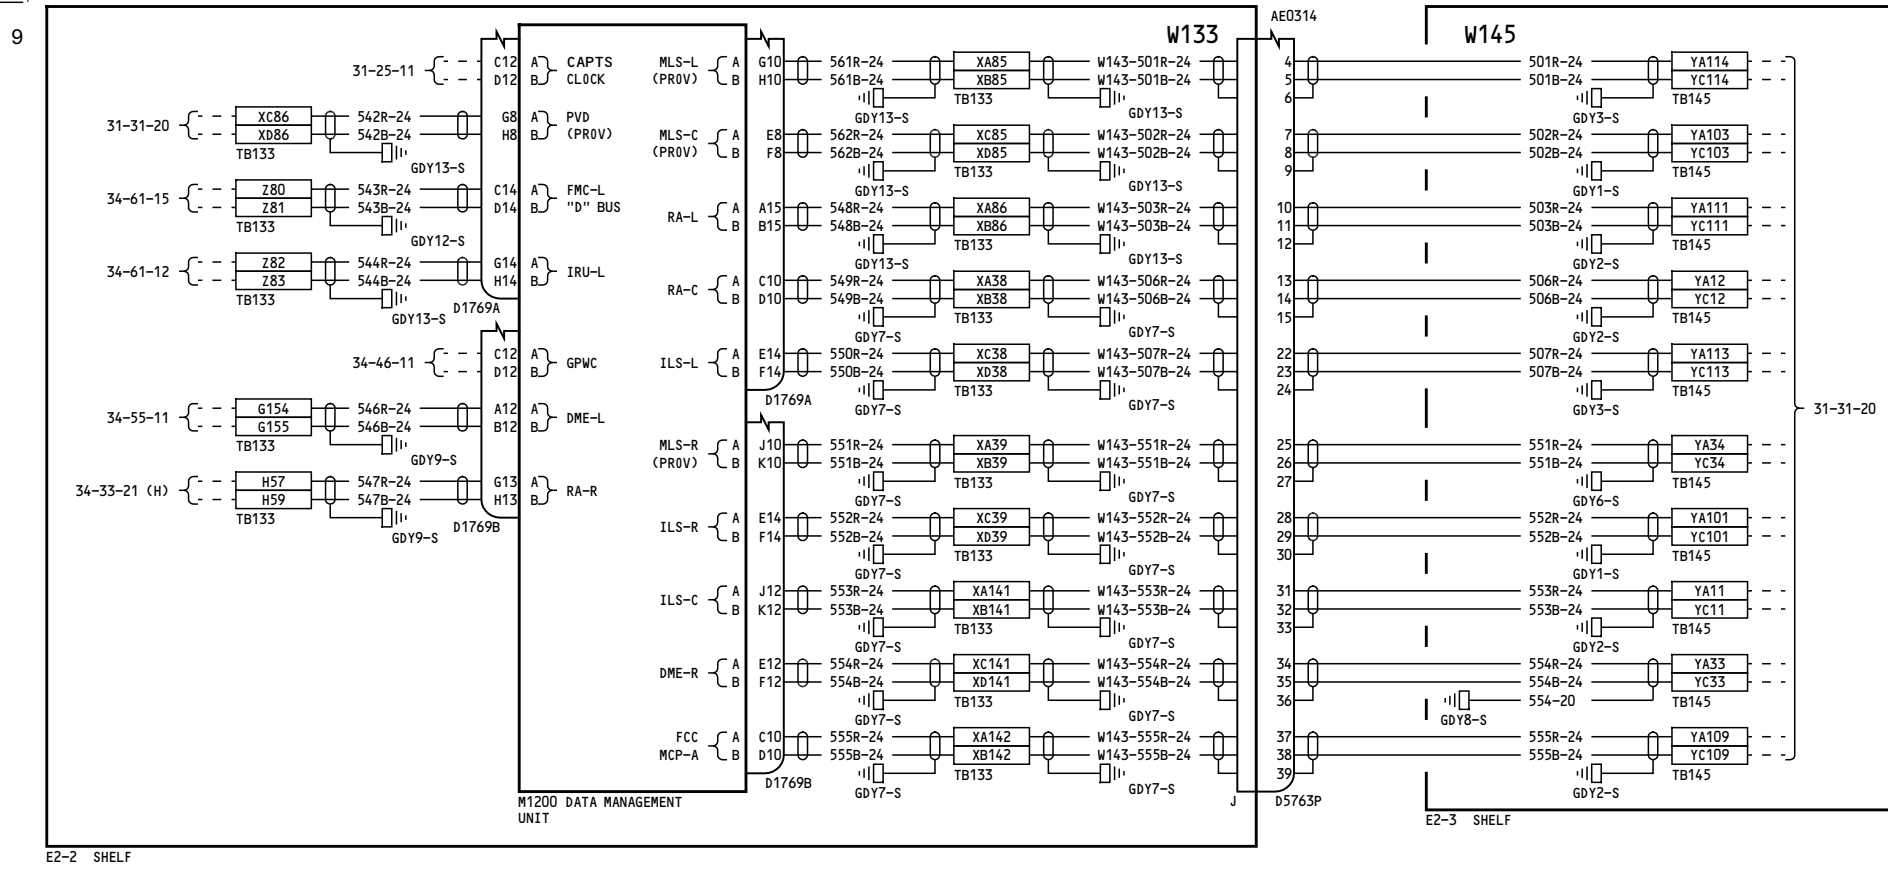 9
AE0314
W133
W145
31-25-11
C12 A CAPTS
D12 B CLOCK
31-31-20
XC86 542R-24 G8 A PVD
XD86 542B-24 H8 B (PROV)
TB133
GDY13-S
34-61-15
Z80 543R-24 C14 A FMC-L
Z81 543B-24 D14 B "D" BUS
TB133
GDY12-S
34-61-12
Z82 544R-24 G14 A IRU-L
Z83 544B-24 H14 B
TB133
GDY13-S
D1769A
34-46-11
C12 A GPWC
D12 B
34-55-11
G154 546R-24 A12 A DME-L
G155 546B-24 B12 B
TB133
GDY9-S
34-33-21 (H)
H57 547R-24 G13 A RA-R
H59 547B-24 H13 B
TB133
GDY9-S
D1769B
MLS-L A G10 561R-24 XA85 W143-501R-24 4 501R-24 YA114
(PROV) B H10 561B-24 XB85 W143-501B-24 5 501B-24 YC114
GDY13-S TB133 GDY13-S 6 GDY3-S TB145
MLS-C A E8 562R-24 XC85 W143-502R-24 7 502R-24 YA103
(PROV) B F8 562B-24 XD85 W143-502B-24 8 502B-24 YC103
GDY13-S TB133 GDY13-S 9 GDY1-S TB145
RA-L A A15 548R-24 XA86 W143-503R-24 10 503R-24 YA111
B B15 548B-24 XB86 W143-503B-24 11 503B-24 YC111
GDY13-S TB133 GDY13-S 12 GDY2-S TB145
RA-C A C10 549R-24 XA38 W143-506R-24 13 506R-24 YA12
B D10 549B-24 XB38 W143-506B-24 14 506B-24 YC12
GDY7-S TB133 GDY7-S 15 GDY2-S TB145
ILS-L A E14 550R-24 XC38 W143-507R-24 22 507R-24 YA113
B F14 550B-24 XD38 W143-507B-24 23 507B-24 YC113
GDY7-S TB133 GDY7-S 24 GDY3-S TB145
D1769A
31-31-20
MLS-R A J10 551R-24 XA39 W143-551R-24 25 551R-24 YA34
(PROV) B K10 551B-24 XB39 W143-551B-24 26 551B-24 YC34
GDY7-S TB133 GDY7-S 27 GDY6-S TB145
ILS-R A E14 552R-24 XC39 W143-552R-24 28 552R-24 YA101
B F14 552B-24 XD39 W143-552B-24 29 552B-24 YC101
GDY7-S TB133 GDY7-S 30 GDY1-S TB145
ILS-C A J12 553R-24 XA141 W143-553R-24 31 553R-24 YA11
B K12 553B-24 XB141 W143-553B-24 32 553B-24 YC11
GDY7-S TB133 GDY7-S 33 GDY2-S TB145
DME-R A E12 554R-24 XC141 W143-554R-24 34 554R-24 YA33
B F12 554B-24 XD141 W143-554B-24 35 554B-24 YC33
GDY7-S TB133 GDY7-S 36 GDY8-S 554-20 TB145
FCC A C10 555R-24 XA142 W143-555R-24 37 555R-24 YA109
MCP-A B D10 555B-24 XB142 W143-555B-24 38 555B-24 YC109
GDY7-S TB133 GDY7-S 39 GDY2-S TB145
D1769B
M1200 DATA MANAGEMENT
UNIT
J D5763P
E2-3 SHELF
E2-2 SHELF